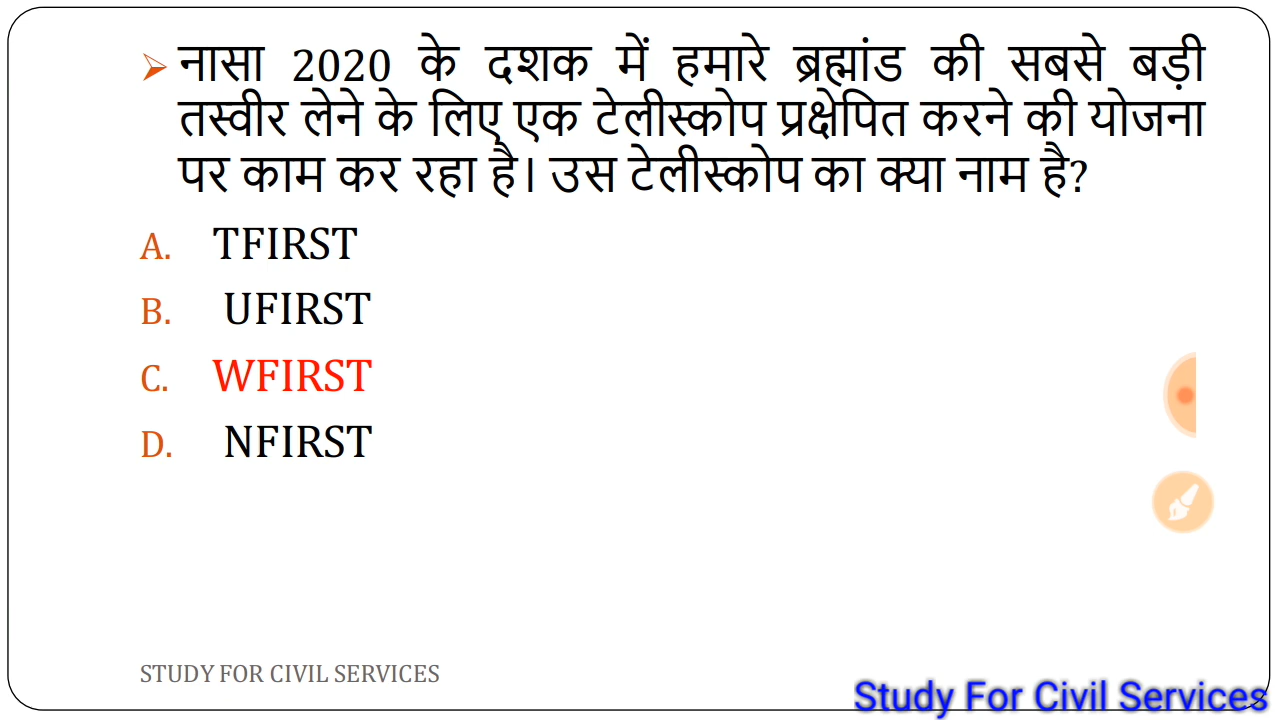 नासा 2020 के दशक में हमारे ब्रह्मांड की सबसे बड़ी
तस्वीर लेने के लिए एक टेलीस्कोप प्रक्षेपित करने की योजना
पर काम कर रहा है। उस टेलीस्कोप का क्या नाम है?
A. TFIRST
B. UFIRST
C. WFIRST
D. NFIRST
STUDY FOR CIVIL SERVICES
Study For Civil Services